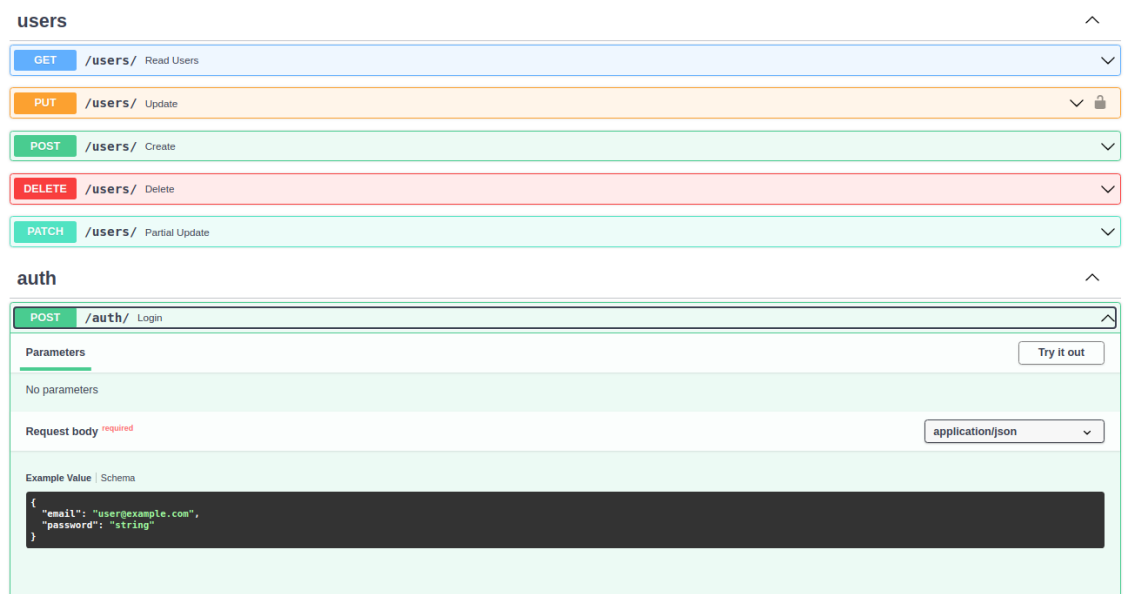 users
GET /users/ Read Users
PUT /users/ Update
POST /users/ Create
DELETE /users/ Delete
PATCH /users/ Partial Update
auth
POST /auth/ Login
Parameters Try it out
No parameters
Request body required application/json
Example Value | Schema
{
"email": "user@example.com",
"password": "string"
}